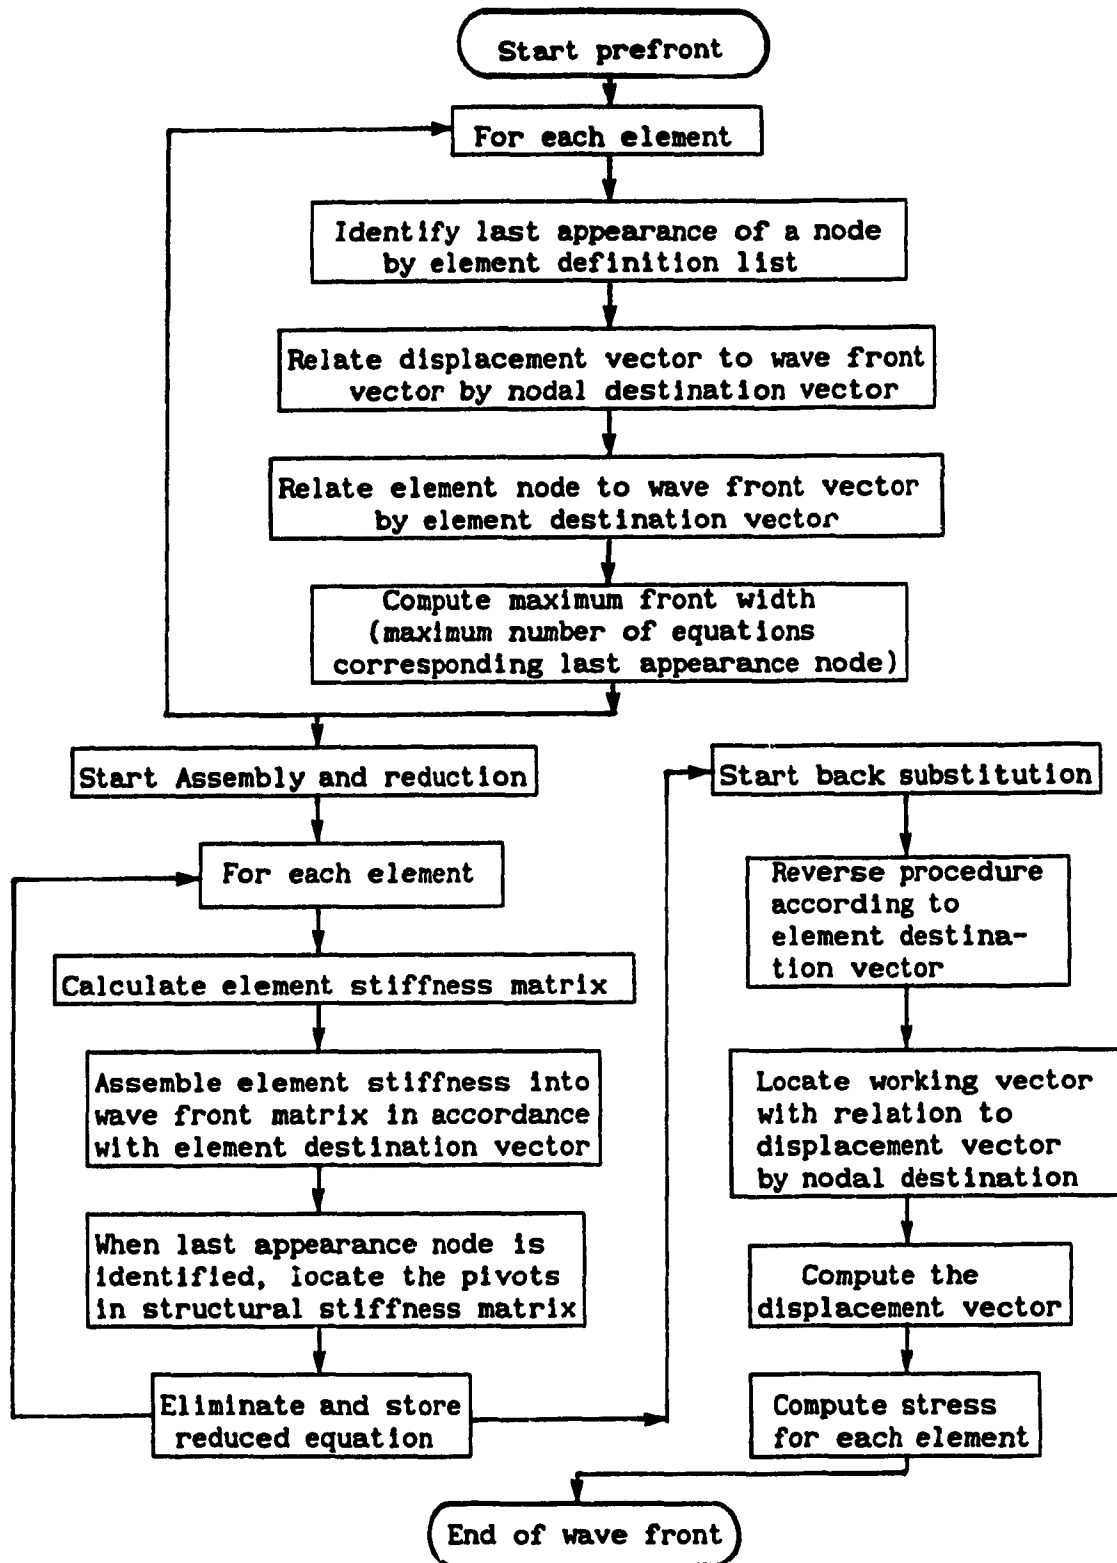 Start prefront
For each element
Identify last appearance of a node
by element definition list
Relate displacement vector to wave front
vector by nodal destination vector
Relate element node to wave front vector
by element destination vector
Compute maximum front width
(maximum number of equations
corresponding last appearance node)
Start Assembly and reduction
For each element
Calculate element stiffness matrix
Assemble element stiffness into
wave front matrix in accordance
with element destination vector
When last appearance node is
identified, locate the pivots
in structural stiffness matrix
Eliminate and store
reduced equation
Start back substitution
Reverse procedure
according to
element destina-
tion vector
Locate working vector
with relation to
displacement vector
by nodal destination
Compute the
displacement vector
Compute stress
for each element
End of wave front